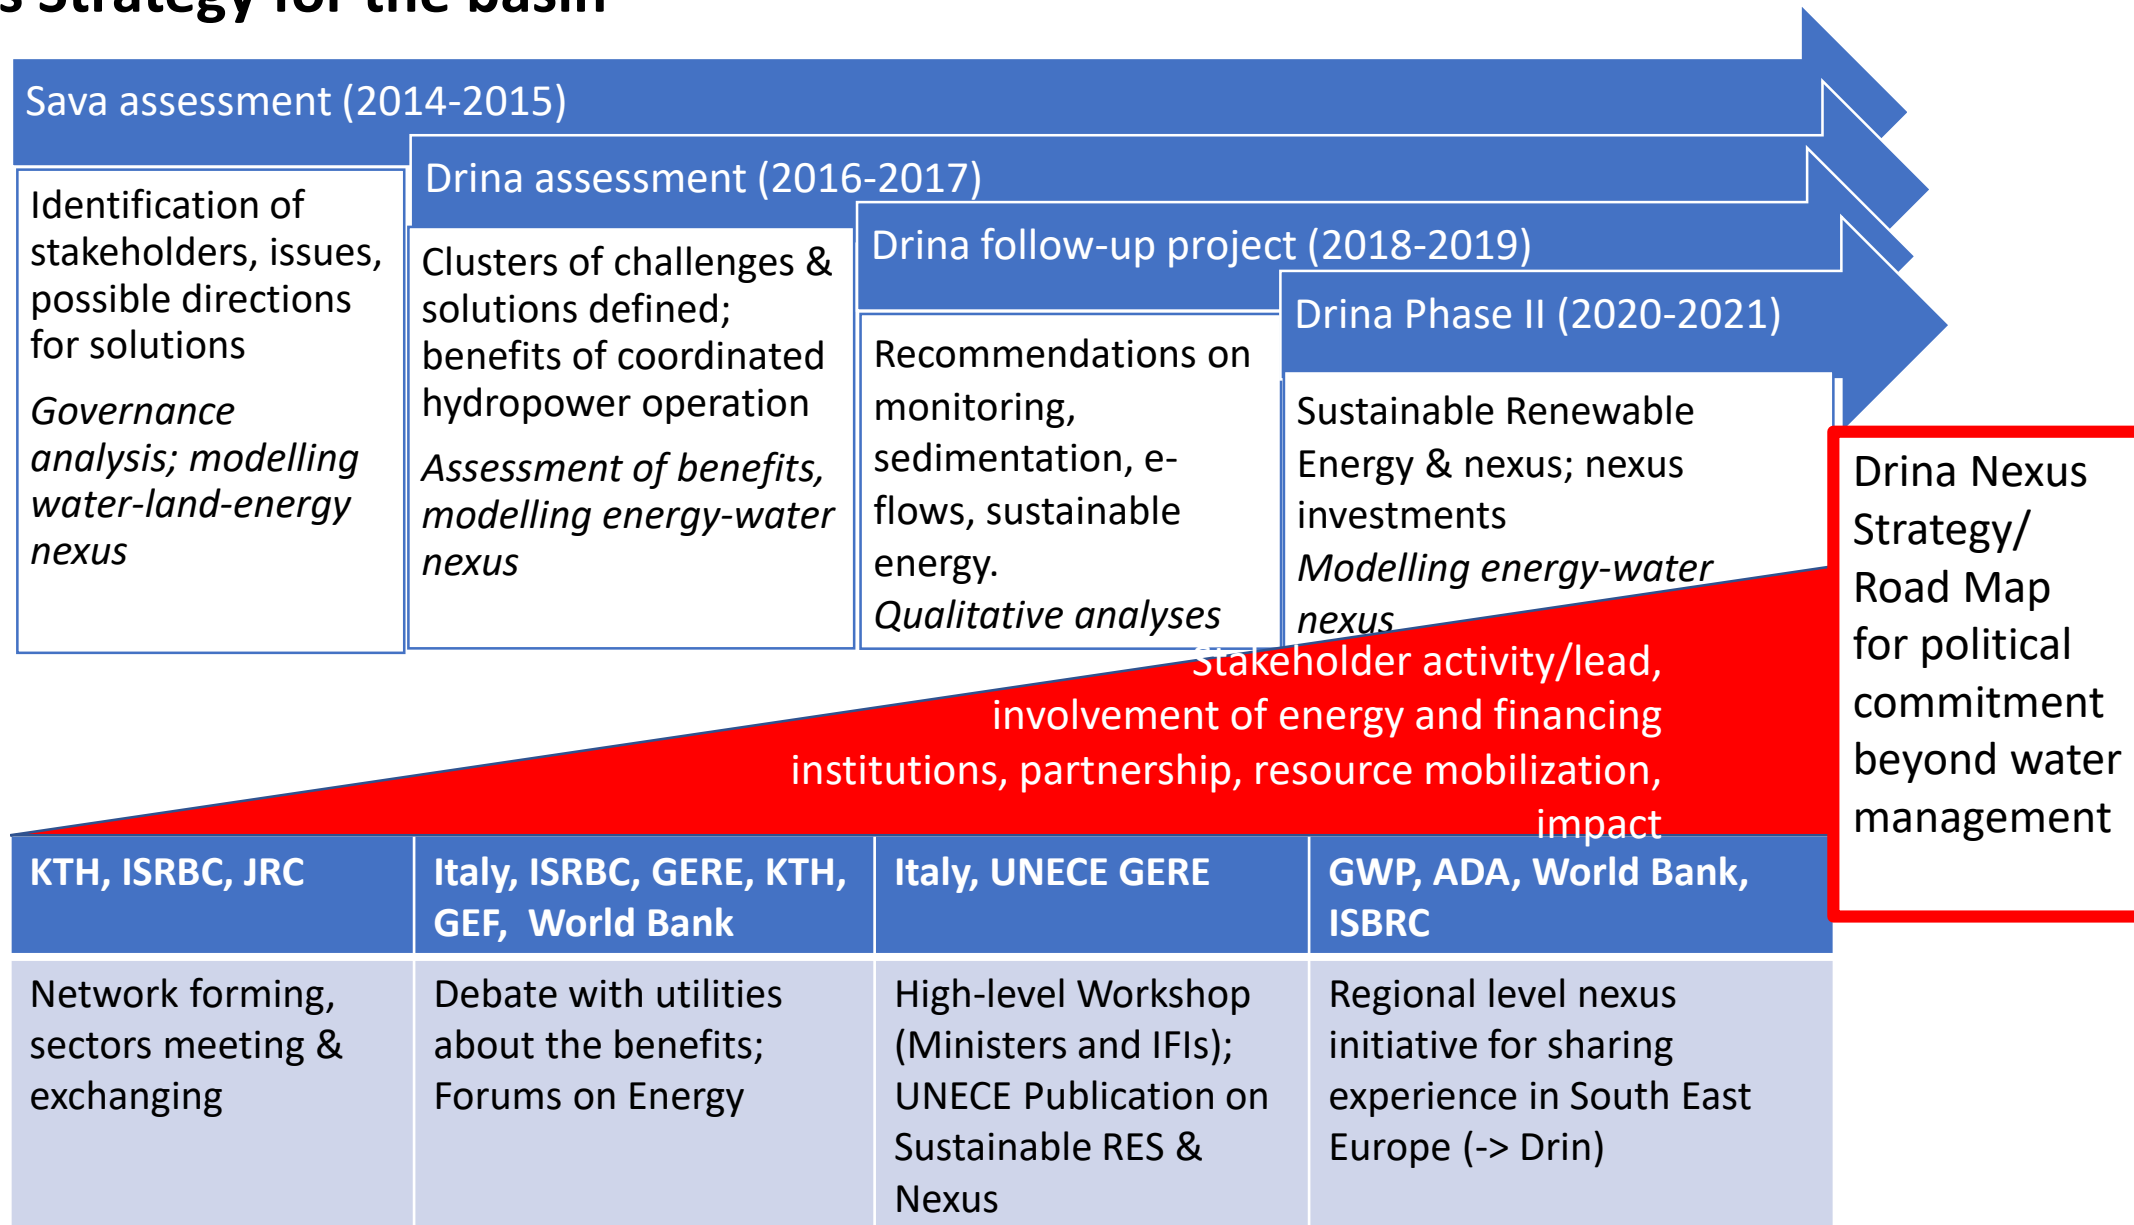 s Strategy for the basin
Sava assessment (2014-2015)
Identification of
stakeholders, issues,
possible directions
for solutions
Governance
analysis; modelling
water-land-energy
nexus
Drina assessment (2016-2017)
Clusters of challenges &
solutions defined;
benefits of coordinated
hydropower operation
Assessment of benefits,
modelling energy-water
nexus
Drina follow-up project (2018-2019)
Recommendations on
monitoring,
sedimentation, e-
flows, sustainable
energy.
Qualitative analyses
Drina Phase II (2020-2021)
Sustainable Renewable
Energy & nexus; nexus
investments
Modelling energy-water
nexus
Stakeholder activity/lead,
involvement of energy and financing
institutions, partnership, resource mobilization,
impact
Drina Nexus
Strategy/
Road Map
for political
commitment
beyond water
management
KTH, ISRBC, JRC
Italy, ISRBC, GERE, KTH,
GEF, World Bank
Italy, UNECE GERE
GWP, ADA, World Bank,
ISBRC
Network forming,
sectors meeting &
exchanging
Debate with utilities
about the benefits;
Forums on Energy
High-level Workshop
(Ministers and IFIs);
UNECE Publication on
Sustainable RES &
Nexus
Regional level nexus
initiative for sharing
experience in South East
Europe (-> Drin)